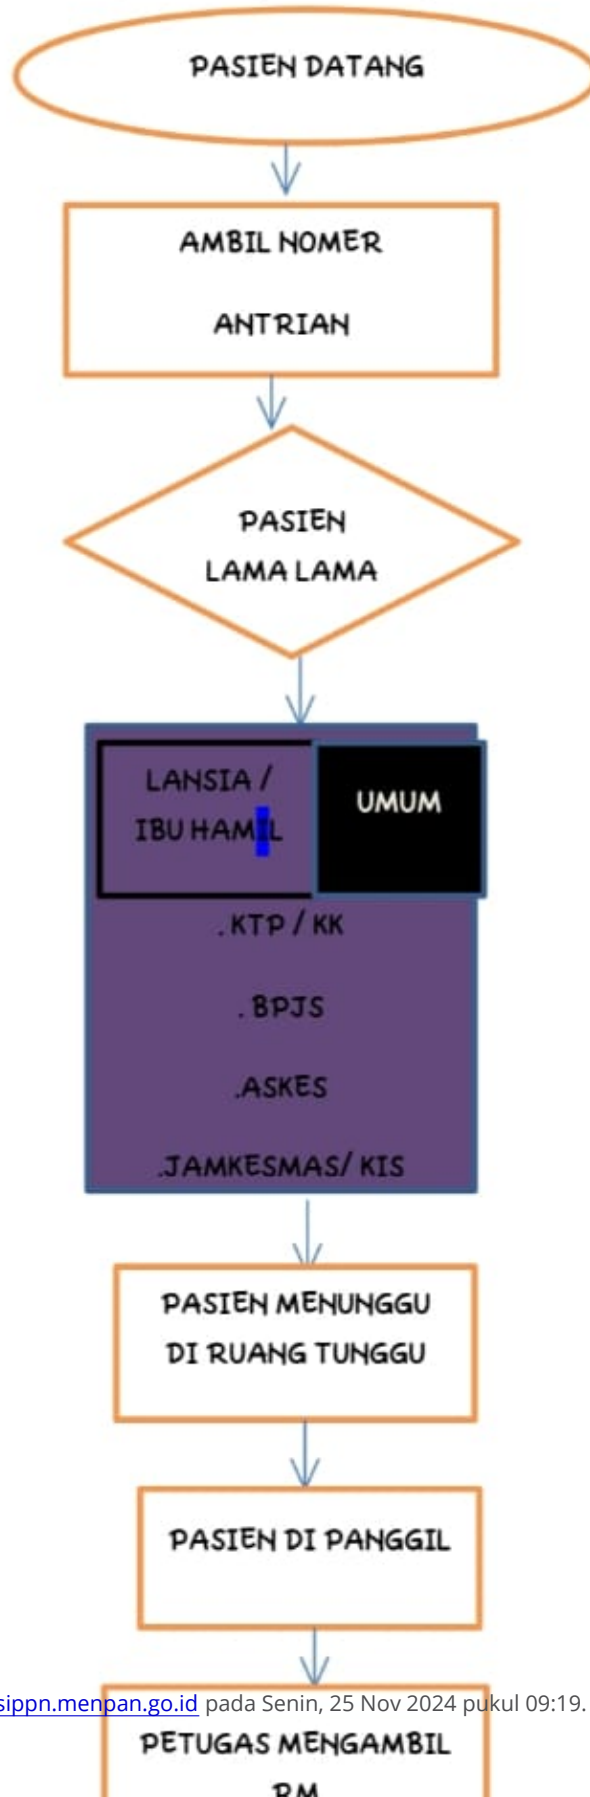 PASIEN DATANG
AMBIL NOMER
ANTRIAN
PASIEN
LAMA LAMA
LANSIA /
IBU HAMIL
UMUM
. KTP / KK
. BPJS
.ASKES
.JAMKESMAS/ KIS
PASIEN MENUNGGU
DI RUANG TUNGGU
PASIEN DI PANGGIL
sippn.menpan.go.id pada Senin, 25 Nov 2024 pukul 09:19.
PETUGAS MENGAMBIL
RM